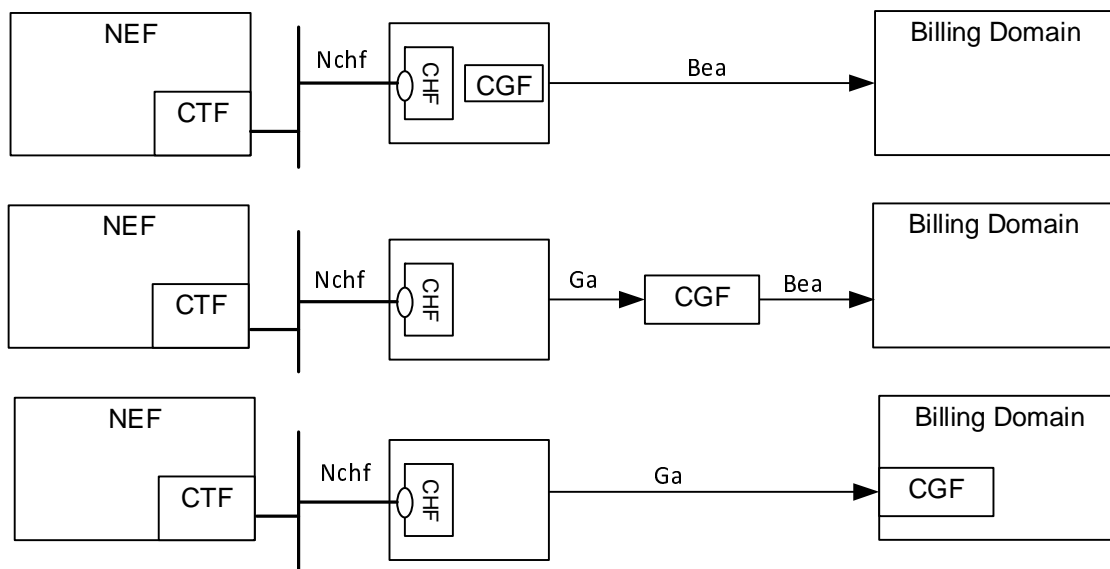 NEF
CTF
Nchf
CHF
CGF
Bea
Billing Domain
NEF
CTF
Nchf
CHF
Ga
CGF
Bea
Billing Domain
NEF
CTF
Nchf
CHF
Ga
Billing Domain
CGF